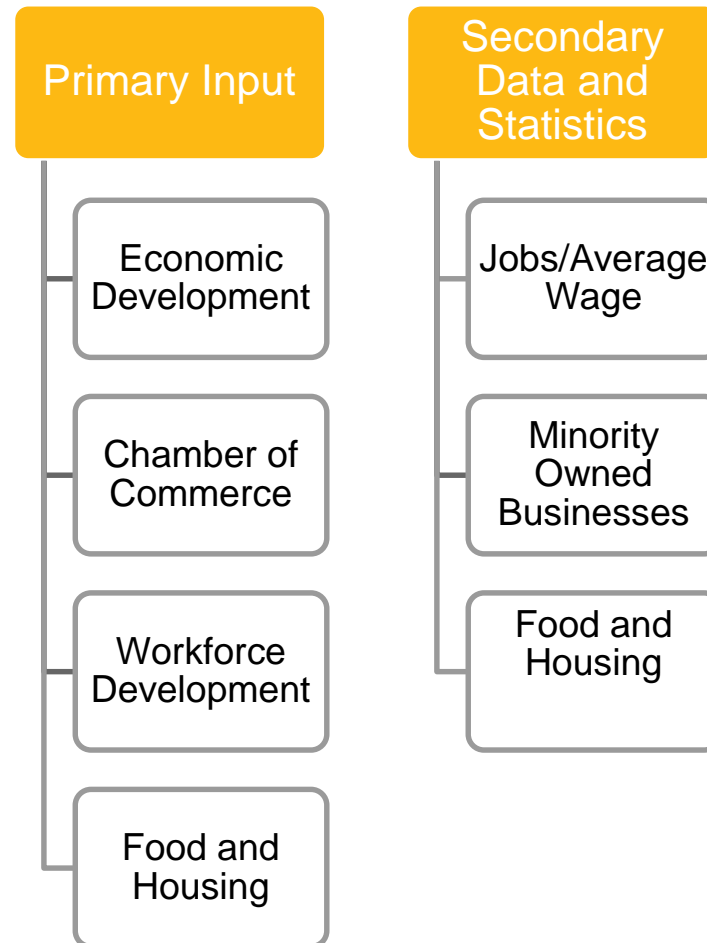 Primary Input
Economic
Development
Chamber of
Commerce
Workforce
Development
Food and
Housing
Secondary
Data and
Statistics
Jobs/Average
Wage
Minority
Owned
Businesses
Food and
Housing